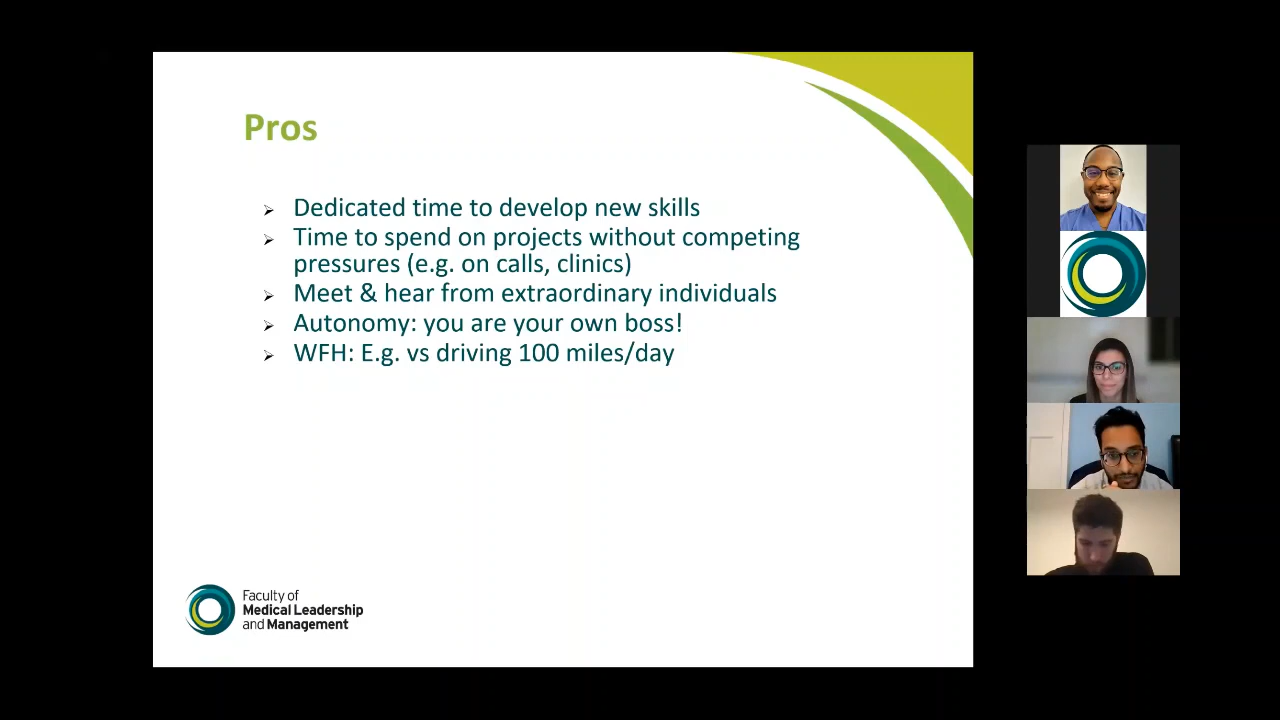 Pros
Dedicated time to develop new skills
Time to spend on projects without competing
pressures (e.g. on calls, clinics)
Meet & hear from extraordinary individuals
Autonomy: you are your own boss!
WFH: E.g. vs driving 100 miles/day
Faculty of
Medical Leadership
and Management